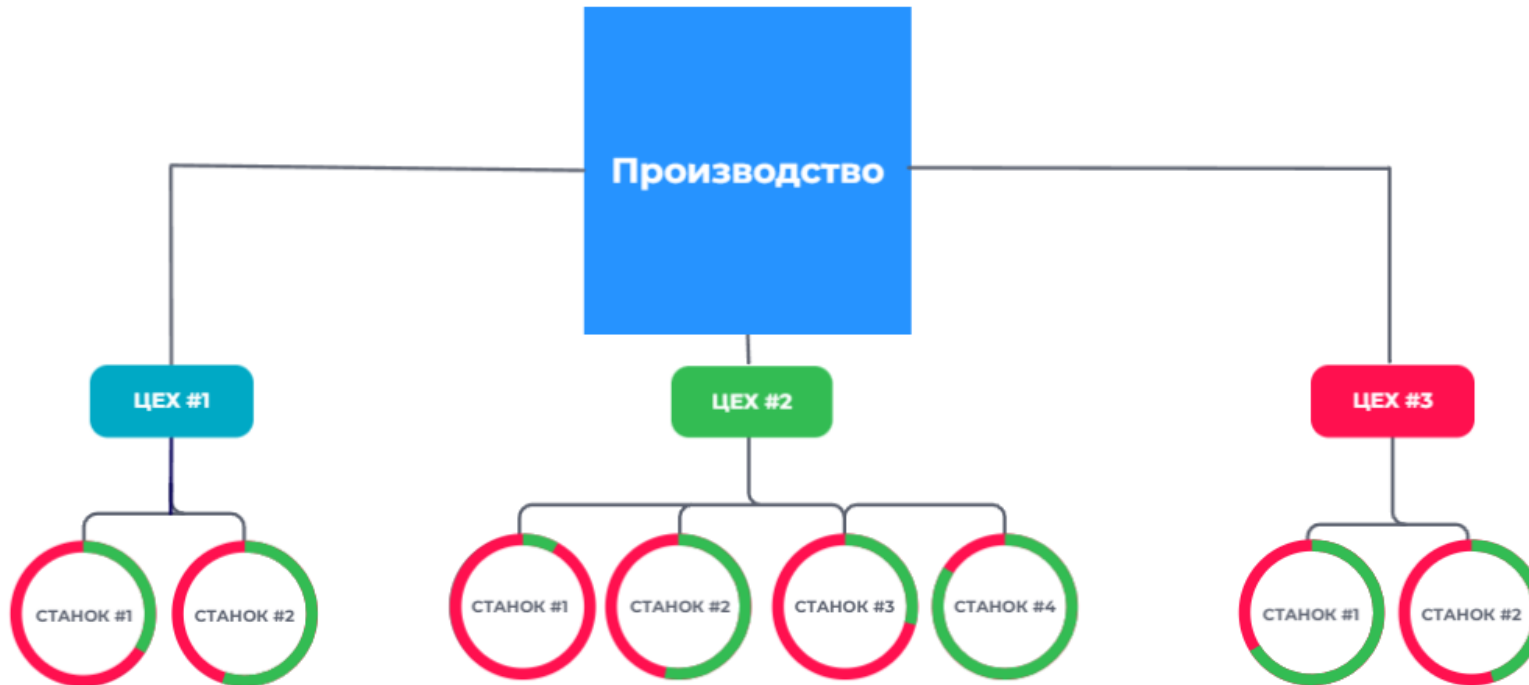 Производство
ЦЕХ #1
ЦЕХ #2
ЦЕХ #3
СТАНОК #1
СТАНОК #2
СТАНОК #1
СТАНОК #2
СТАНОК #3
СТАНОК #4
СТАНОК #1
СТАНОК #2